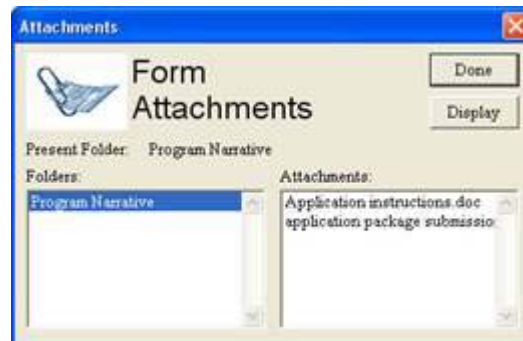 Attachments
Form
Attachments
Done
Display
Present Folder: Program Narrative
Folders:
Program Narrative
Attachments:
Application instructions.doc
application package submissio